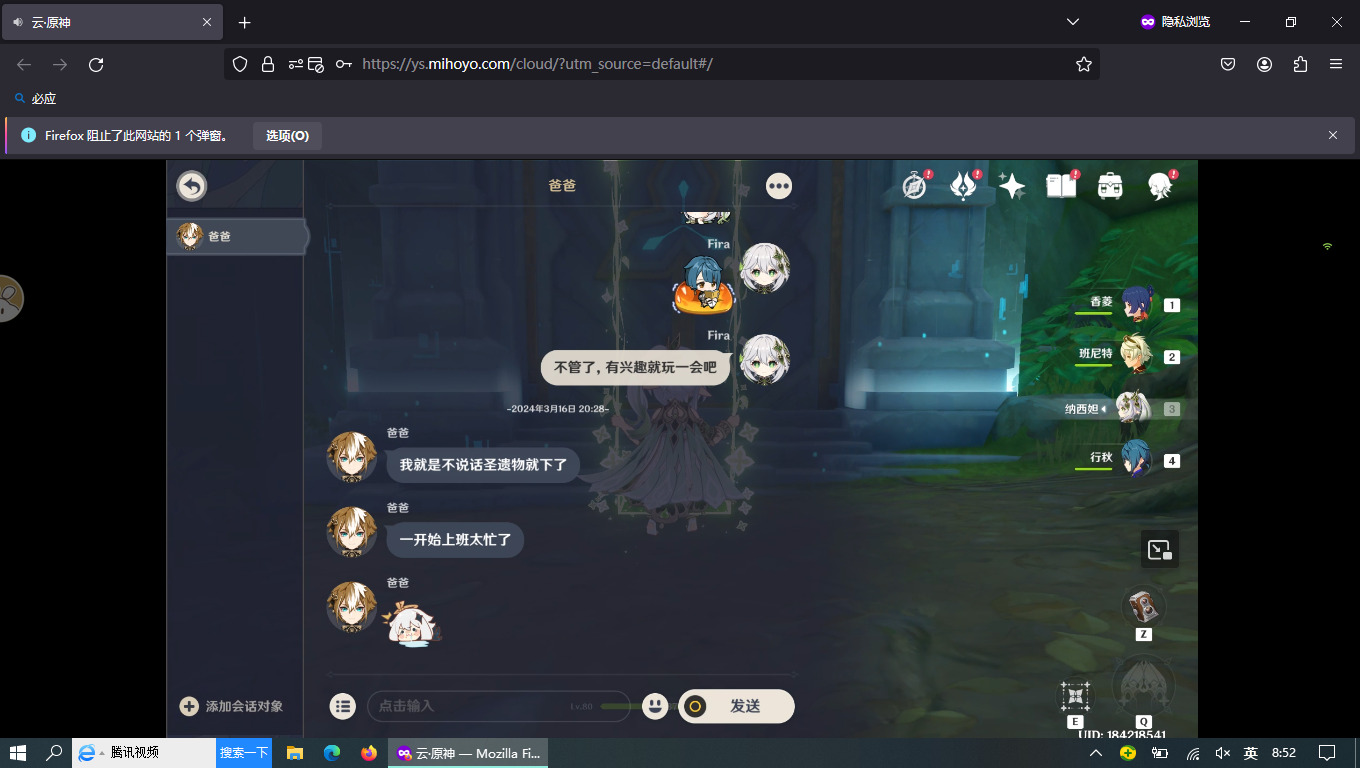 云·原神
隐私浏览
https://ys.mihoyo.com/cloud/?utm_source=default#/
必应
Firefox 阻止了此网站的 1 个弹窗。
选项(O)
爸爸
爸爸
Fira
Fira
不管了，有兴趣就玩一会吧
-2024年3月16日 20:28-
爸爸
我就是不说话圣遗物就下了
爸爸
一开始上班太忙了
爸爸
香菱
1
班尼特
2
纳西妲
3
行秋
4
Z
E
Q
添加会话对象
点击输入
Lv.80
发送
UID: 184218541
腾讯视频
搜索一下
云·原神 — Mozilla Fi...
英
8:52